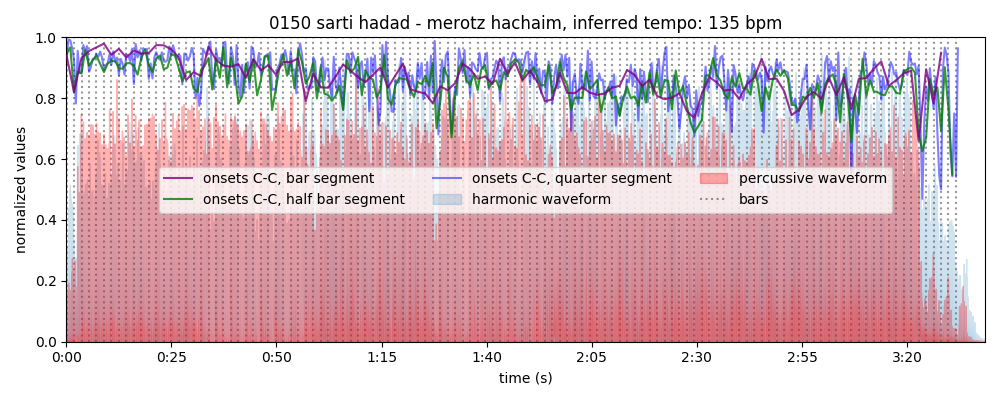 0150 sarti hadad - merotz hachaim, inferred tempo: 135 bpm
1.0
0.8
0.6
0.4
0.2
0.0
normalized values
onsets C-C, bar segment
onsets C-C, half bar segment
onsets C-C, quarter segment
harmonic waveform
percussive waveform
bars
0:00 0:25 0:50 1:15 1:40 2:05 2:30 2:55 3:20
time (s)